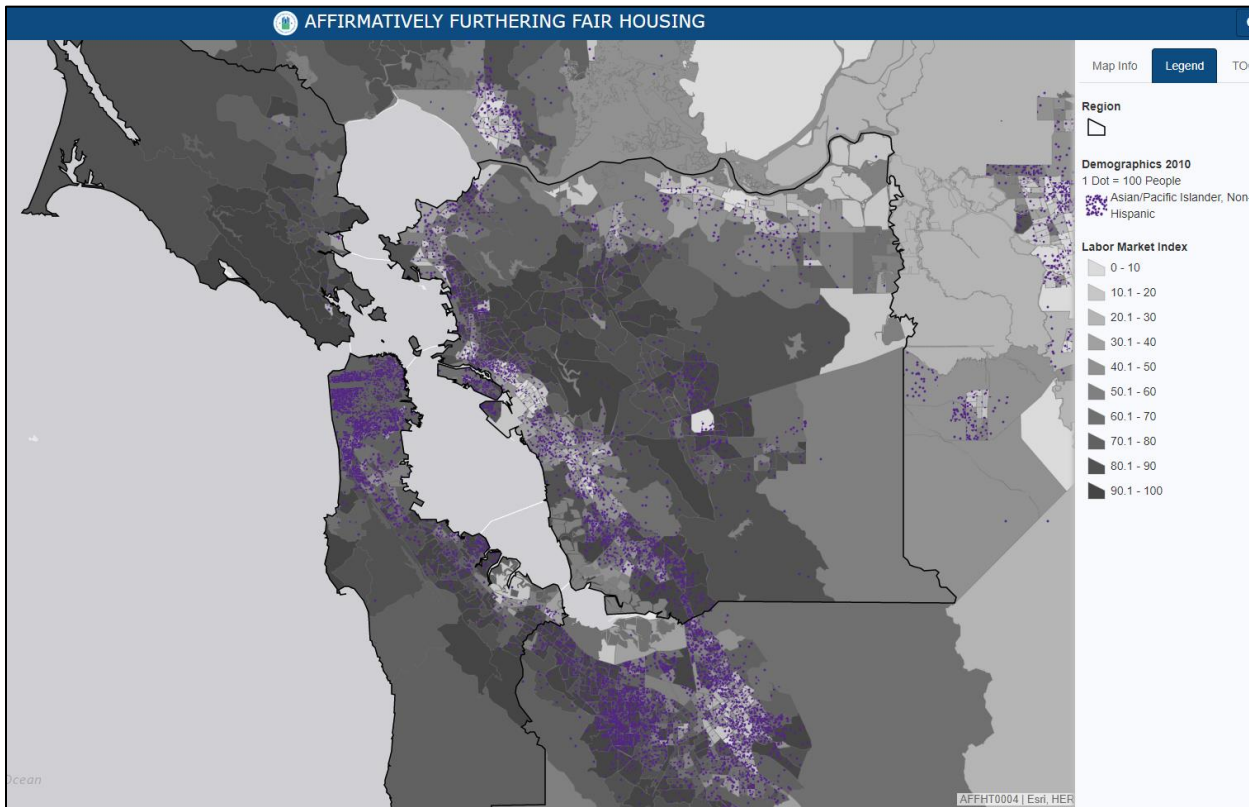 AFFIRMATIVELY FURTHERING FAIR HOUSING
Map Info
Legend
Region
Demographics 2010
1 Dot = 100 People
Asian/Pacific Islander, Non-
Hispanic
Labor Market Index
0 - 10
10.1 - 20
20.1 - 30
30.1 - 40
40.1 - 50
50.1 - 60
60.1 - 70
70.1 - 80
80.1 - 90
90.1 - 100
Ocean
AFFHT0004 | Esri, HER